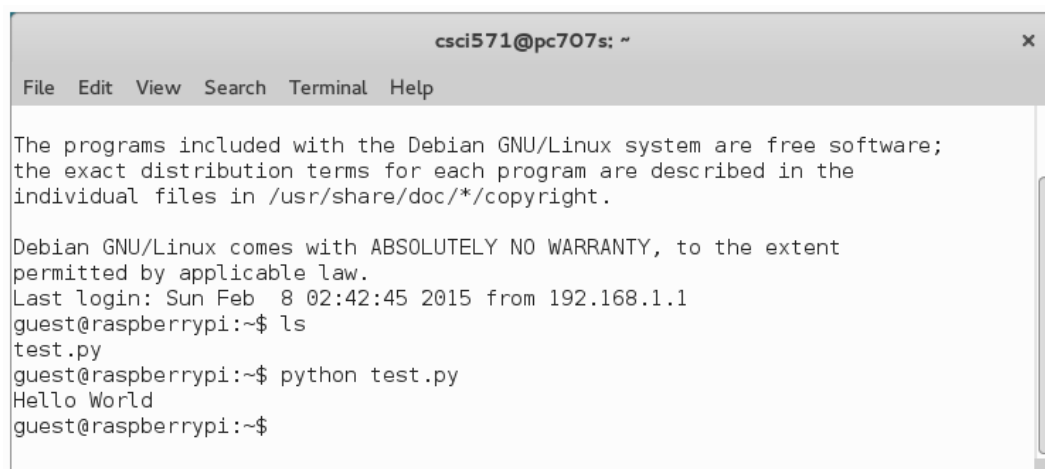 csci571@pc707s: ~ ×
File Edit View Search Terminal Help
The programs included with the Debian GNU/Linux system are free software;
the exact distribution terms for each program are described in the
individual files in /usr/share/doc/*/copyright.
Debian GNU/Linux comes with ABSOLUTELY NO WARRANTY, to the extent
permitted by applicable law.
Last login: Sun Feb  8 02:42:45 2015 from 192.168.1.1
guest@raspberrypi:~$ ls
test.py
guest@raspberrypi:~$ python test.py
Hello World
guest@raspberrypi:~$